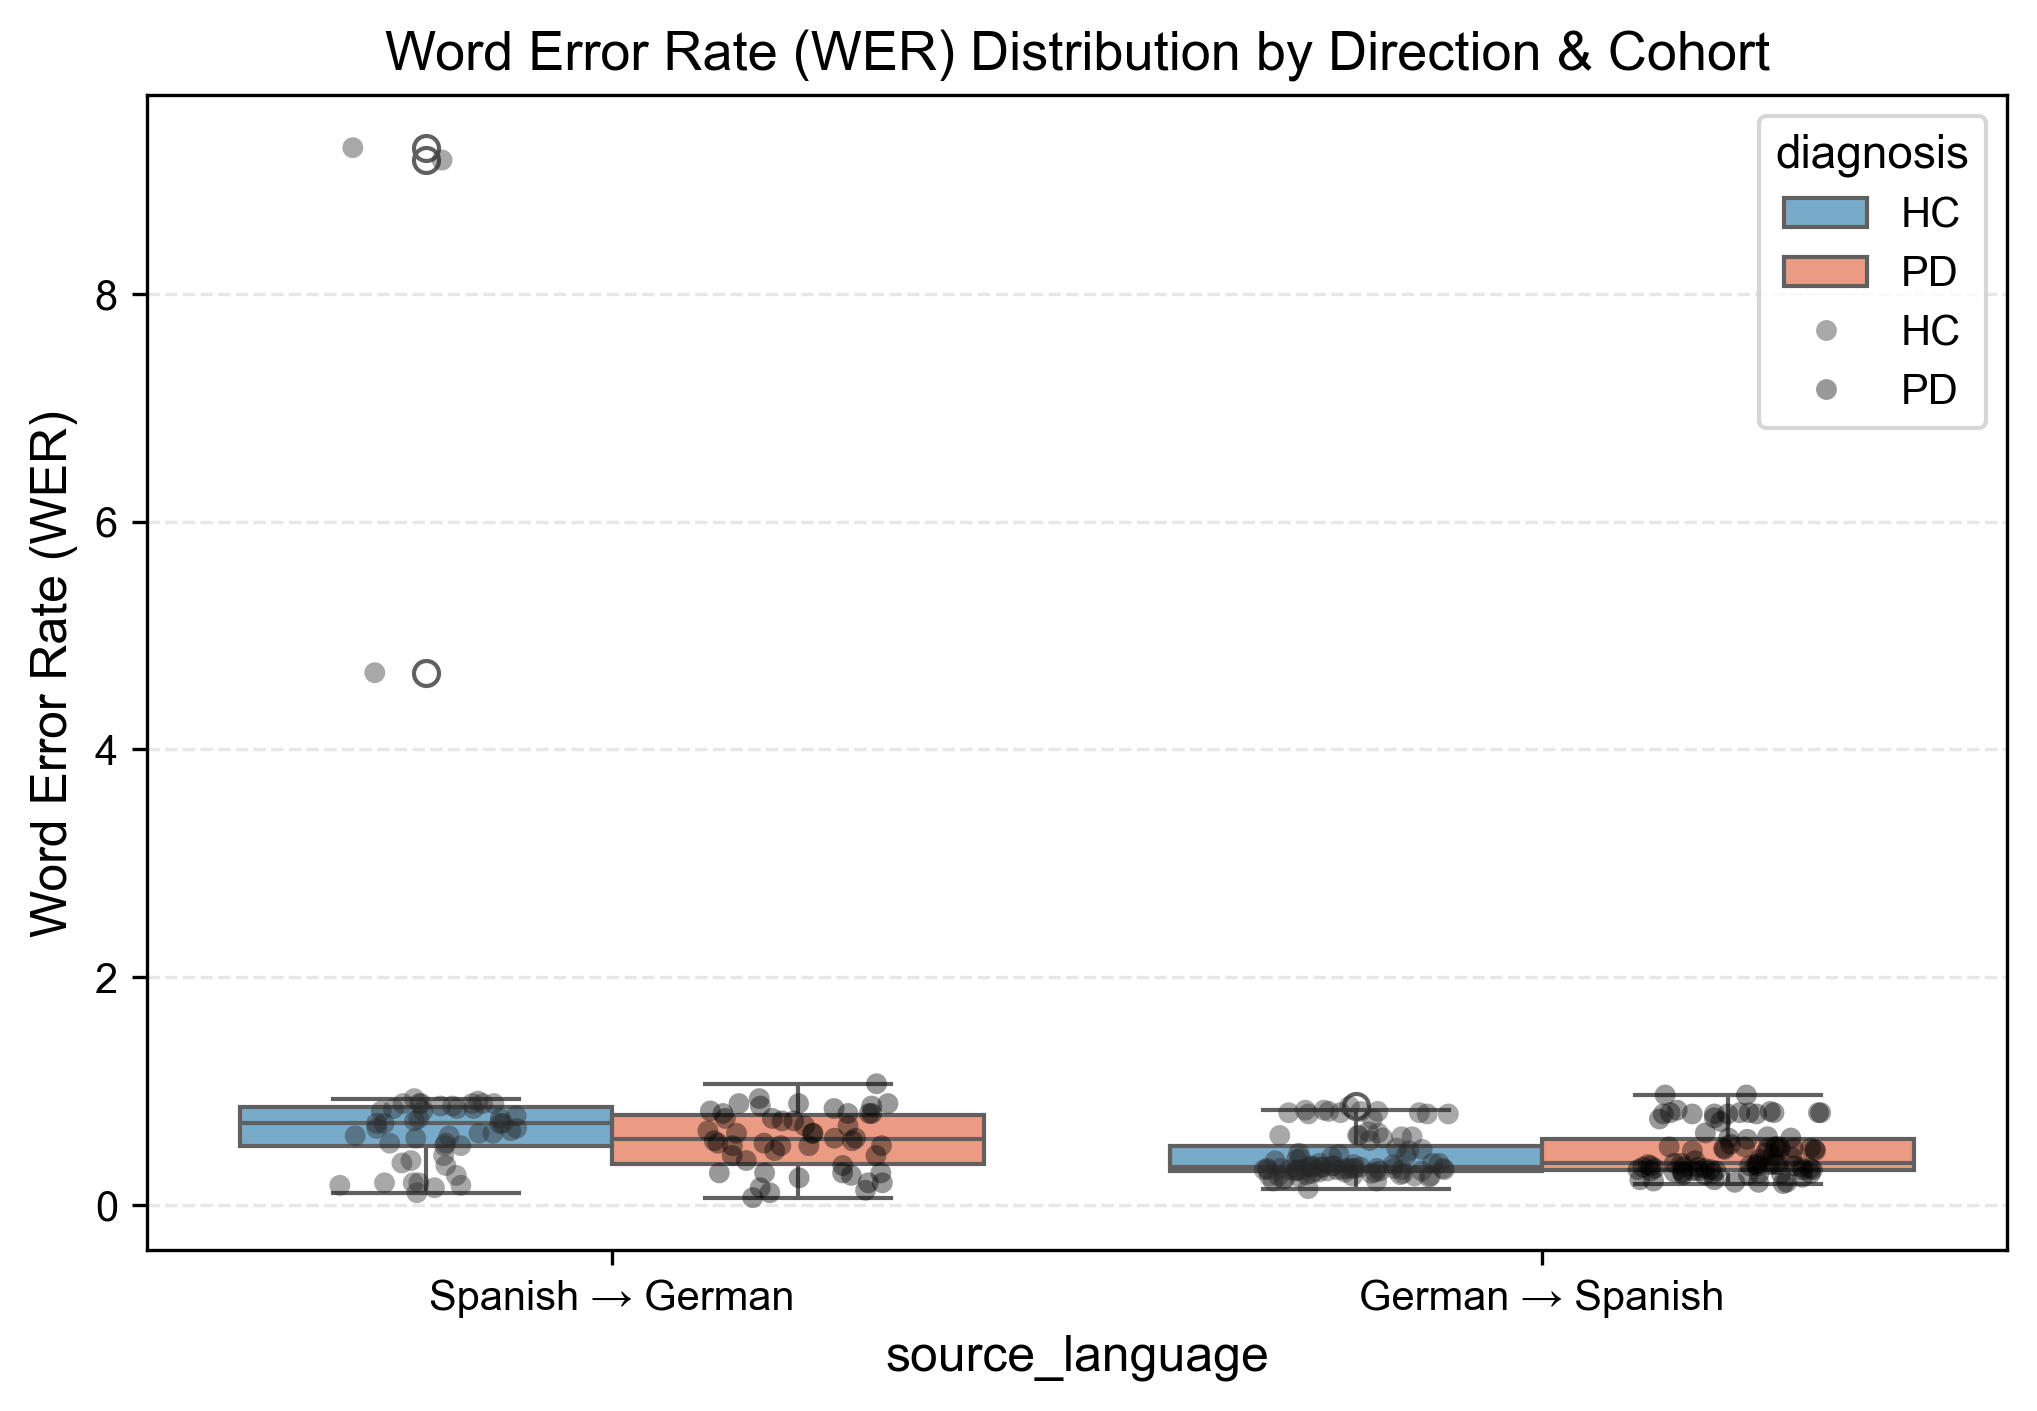 Word Error Rate (WER) Distribution by Direction & Cohort
Word Error Rate (WER)
8
6
4
2
0
diagnosis
HC
PD
HC
PD
Spanish → German
German → Spanish
source_language